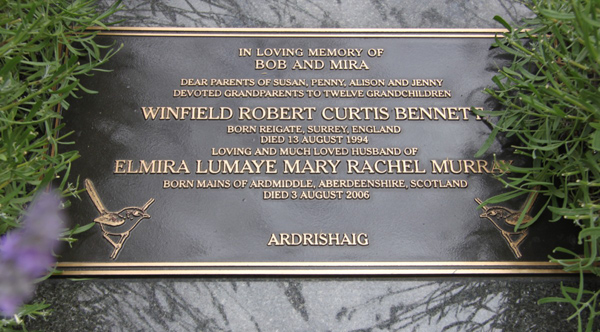 IN LOVING MEMORY OF
BOB AND MIRA
DEAR PARENTS OF SUSAN, PENNY, ALISON AND JENNY
DEVOTED GRANDPARENTS TO TWELVE GRANDCHILDREN
WINFIELD ROBERT CURTIS BENNETT
BORN REIGATE, SURREY, ENGLAND
DIED 13 AUGUST 1994
LOVING AND MUCH LOVED HUSBAND OF
ELMIRA LUMAYE MARY RACHEL MURRAY
BORN MAINS OF ARDMIDDLE, ABERDEENSHIRE, SCOTLAND
DIED 3 AUGUST 2006
ARDRISHAIG